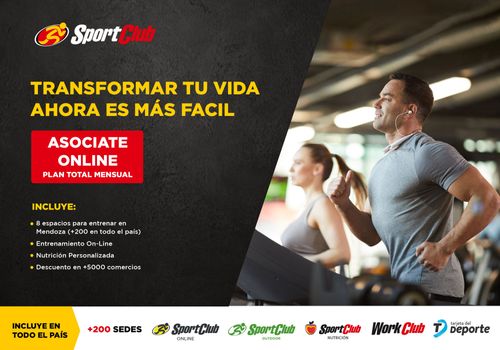 SportClub
TRANSFORMAR TU VIDA
AHORA ES MÁS FACIL
ASOCIATE
ONLINE
PLAN TOTAL MENSUAL
INCLUYE:
8 espacios para entrenar en
Mendoza (+200 en todo el país)
Entrenamiento On-Line
Nutrición Personalizada
Descuento en +5000 comercios
INCLUYE EN
TODO EL PAÍS
+200 SEDES
SportClub
ONLINE
SportClub
OUTDOOR
SportClub
NUTRICIÓN
WorkClub
tarjeta del
deporte